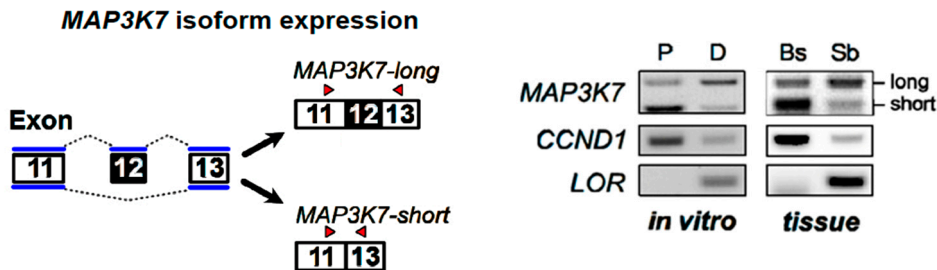 MAP3K7 isoform expression
Exon
11 12 13
MAP3K7-long
11 12 13
MAP3K7-short
11 13
P D Bs Sb
MAP3K7 long
short
CCND1
LOR
in vitro tissue